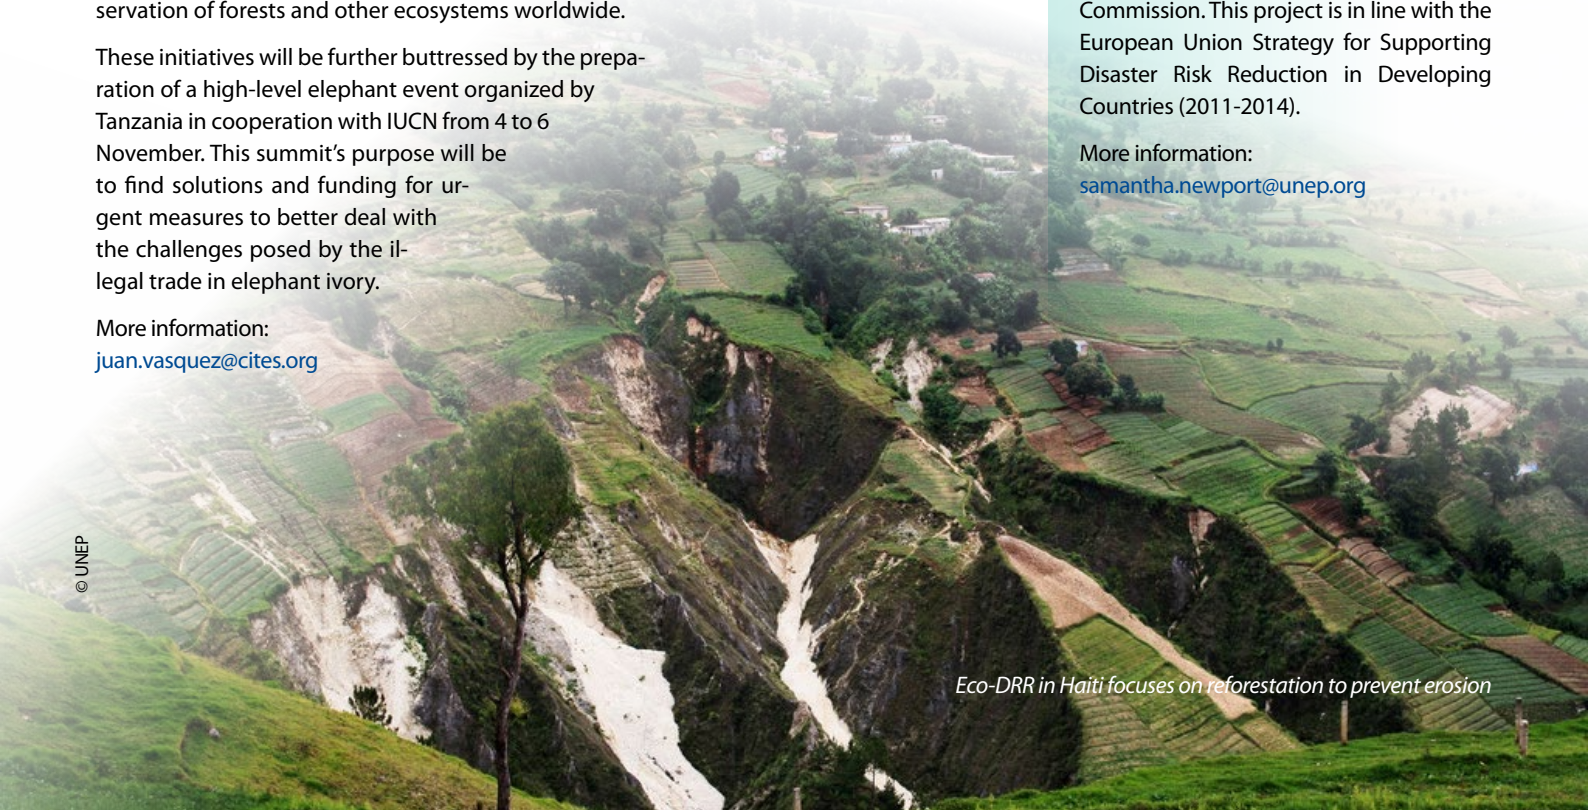 servation of forests and other ecosystems worldwide.
These initiatives will be further buttressed by the prepa-
ration of a high-level elephant event organized by
Tanzania in cooperation with IUCN from 4 to 6
November. This summit’s purpose will be
to find solutions and funding for ur-
gent measures to better deal with
the challenges posed by the il-
legal trade in elephant ivory.
More information:
juan.vasquez@cites.org
Commission. This project is in line with the
European Union Strategy for Supporting
Disaster Risk Reduction in Developing
Countries (2011-2014).
More information:
samantha.newport@unep.org
© UNEP
Eco-DRR in Haiti focuses on reforestation to prevent erosion